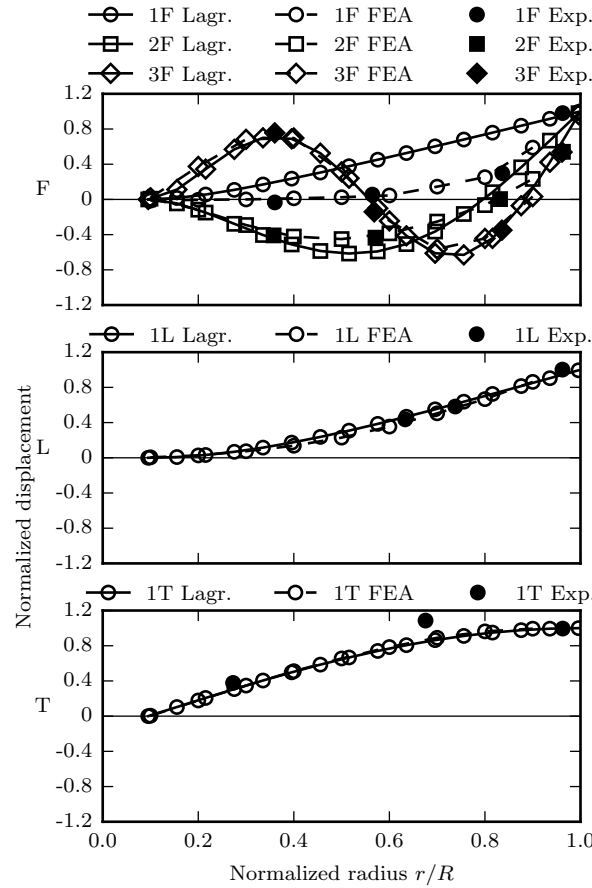 1F Lagr. 1F FEA 1F Exp.
2F Lagr. 2F FEA 2F Exp.
3F Lagr. 3F FEA 3F Exp.
1.2
0.8
0.4
0
-0.4
-0.8
-1.2
F
1L Lagr. 1L FEA 1L Exp.
1.2
0.8
0.4
0
-0.4
-0.8
-1.2
L
Normalized displacement
1T Lagr. 1T FEA 1T Exp.
1.2
0.8
0.4
0
-0.4
-0.8
-1.2
T
0.0 0.2 0.4 0.6 0.8 1.0
Normalized radius r/R